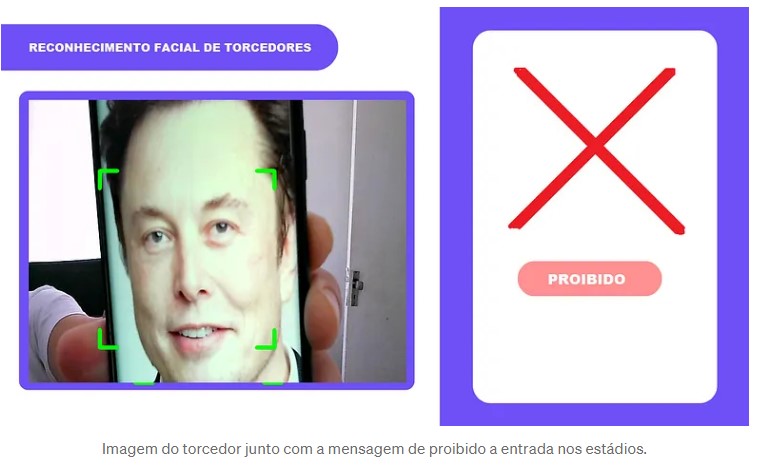 RECONHECIMENTO FACIAL DE TORCEDORES
PROIBIDO
Imagem do torcedor junto com a mensagem de proibido a entrada nos estádios.